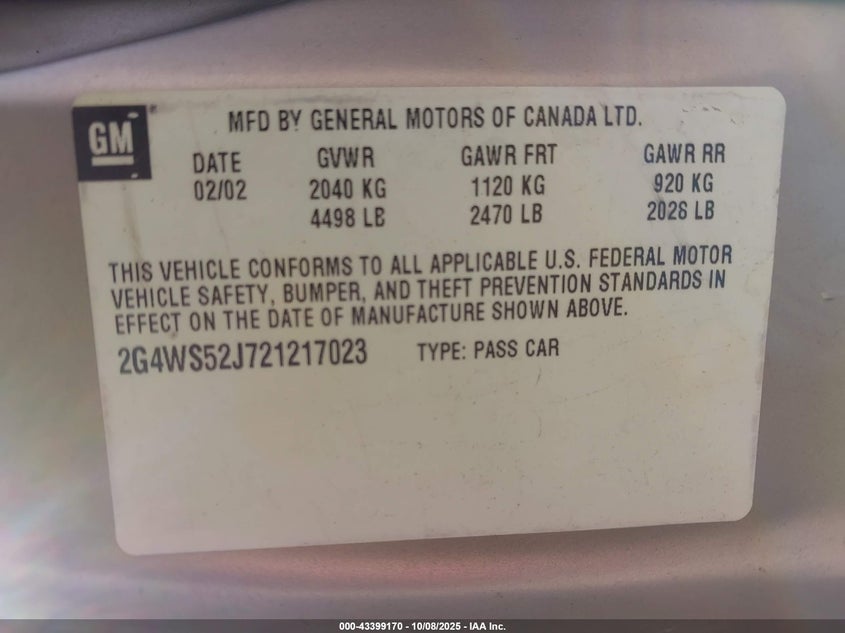 GM
MFD BY GENERAL MOTORS OF CANADA LTD.
DATE GVWR GAWR FRT GAWR RR
02/02 2040 KG 1120 KG 920 KG
4498 LB 2470 LB 2028 LB
THIS VEHICLE CONFORMS TO ALL APPLICABLE U.S. FEDERAL MOTOR
VEHICLE SAFETY, BUMPER, AND THEFT PREVENTION STANDARDS IN
EFFECT ON THE DATE OF MANUFACTURE SHOWN ABOVE.
2G4WS52J721217023 TYPE: PASS CAR
000-43399170 - 10/08/2025 - IAA Inc.